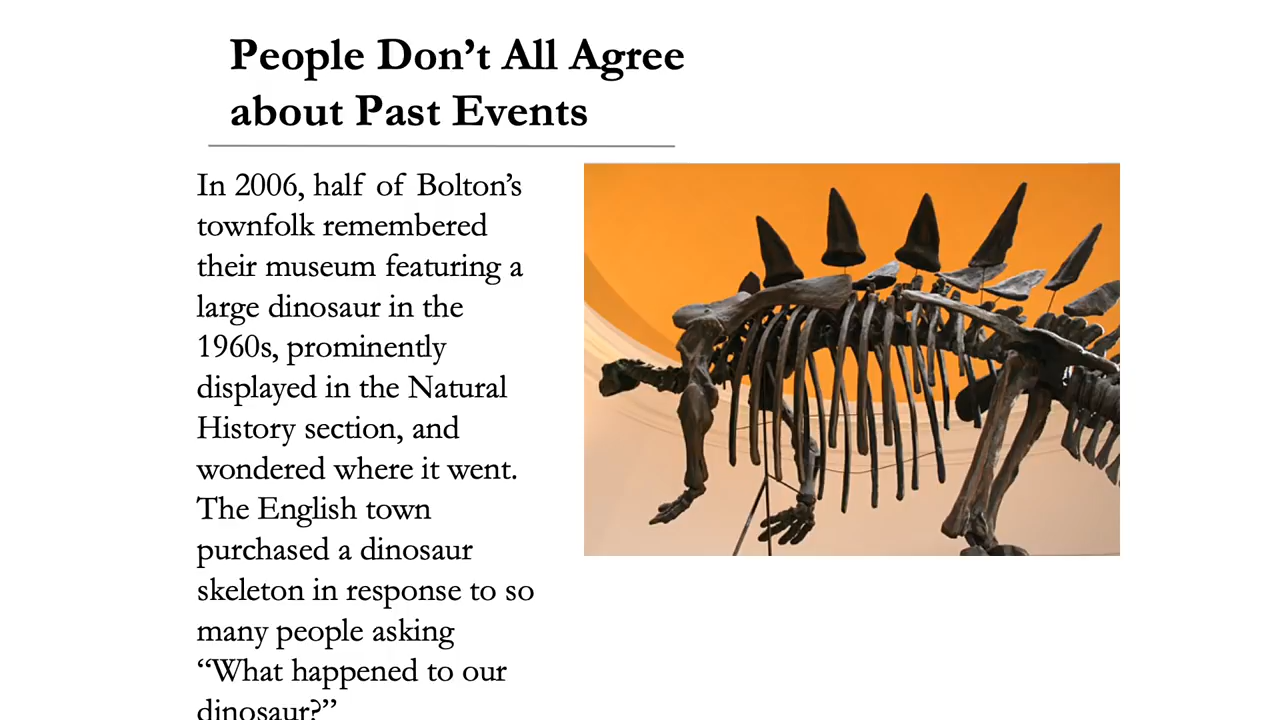 People Don’t All Agree
about Past Events
In 2006, half of Bolton’s
townfolk remembered
their museum featuring a
large dinosaur in the
1960s, prominently
displayed in the Natural
History section, and
wondered where it went.
The English town
purchased a dinosaur
skeleton in response to so
many people asking
“What happened to our
dinosaur?”